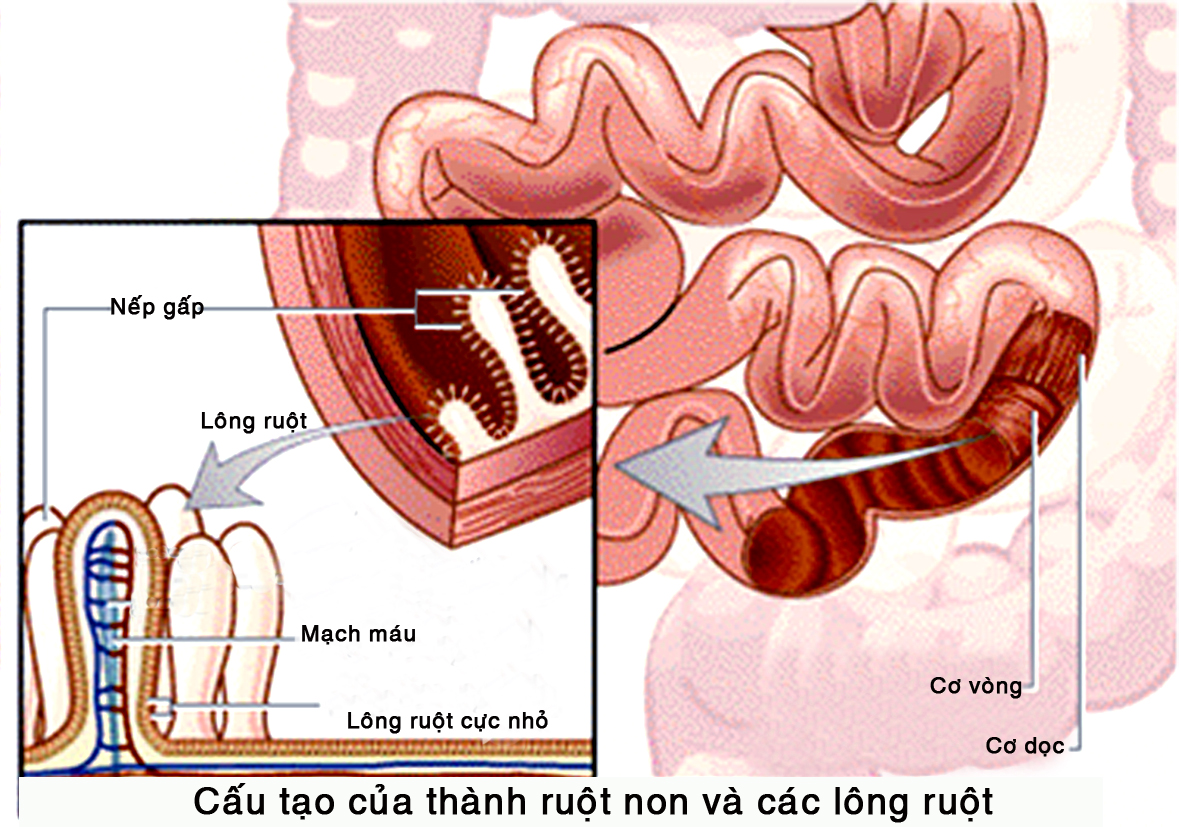 Nếp gấp
Lông ruột
Mạch máu
Lông ruột cực nhỏ
Cơ vòng
Cơ dọc
Cấu tạo của thành ruột non và các lông ruột